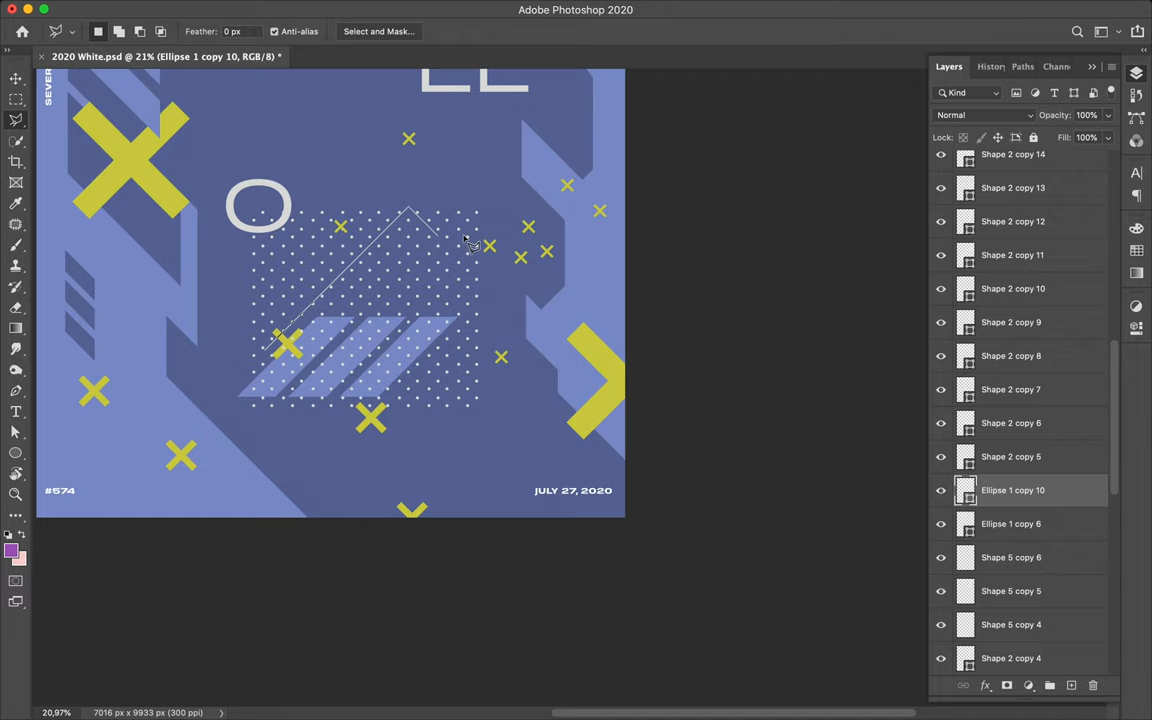 Adobe Photoshop 2020
Feather: 0 px
Anti-alias
Select and Mask...
2020 White.psd @ 21% (Ellipse 1 copy 10, RGB/8) *
Layers
History
Paths
Chann
Kind
Normal
Opacity: 100%
Lock:
Fill: 100%
Shape 2 copy 14
Shape 2 copy 13
Shape 2 copy 12
Shape 2 copy 11
Shape 2 copy 10
Shape 2 copy 9
Shape 2 copy 8
Shape 2 copy 7
Shape 2 copy 6
Shape 2 copy 5
Ellipse 1 copy 10
Ellipse 1 copy 6
Shape 5 copy 6
Shape 5 copy 5
Shape 5 copy 4
Shape 2 copy 4
SEVER
O
#574
JULY 27, 2020
20,97%
7016 px x 9933 px (300 ppi)